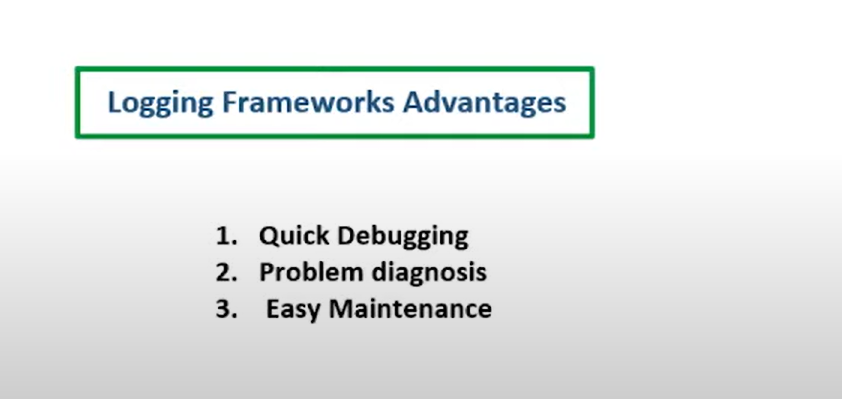 Logging Frameworks Advantages
1. Quick Debugging
2. Problem diagnosis
3. Easy Maintenance